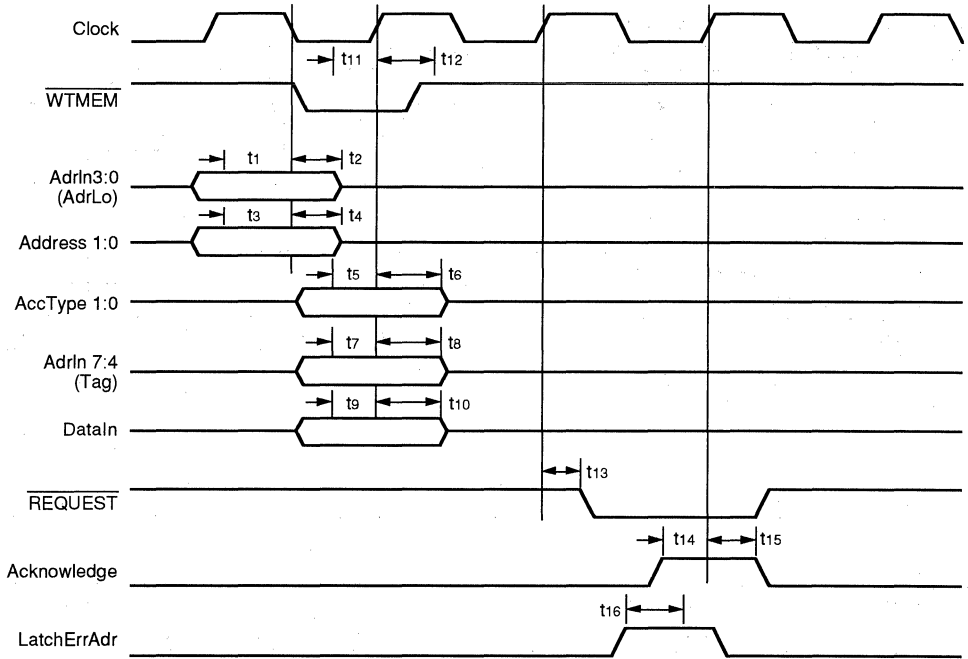 Clock
t11 t12
WTMEM
t1 t2
AdrIn3:0
(AdrLo)
t3 t4
Address 1:0
t5 t6
AccType 1:0
t7 t8
AdrIn 7:4
(Tag)
t9 t10
DataIn
t13
REQUEST
t14 t15
Acknowledge
t16
LatchErrAdr